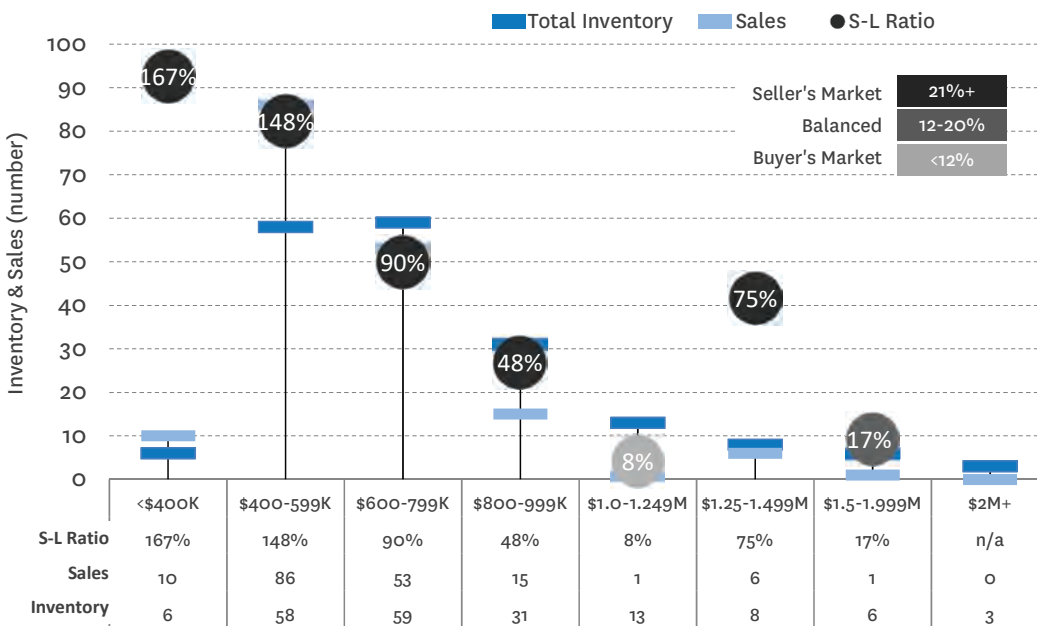 Total Inventory Sales S-L Ratio
100
90
80
70
60
50
40
30
20
10
0
Inventory & Sales (number)
Seller's Market 21%+
Balanced 12-20%
Buyer's Market <12%
167%
148%
90%
48%
8%
75%
17%
<$400K $400-599K $600-799K $800-999K $1.0-1.249M $1.25-1.499M $1.5-1.999M $2M+
S-L Ratio 167% 148% 90% 48% 8% 75% 17% n/a
Sales 10 86 53 15 1 6 1 0
Inventory 6 58 59 31 13 8 6 3